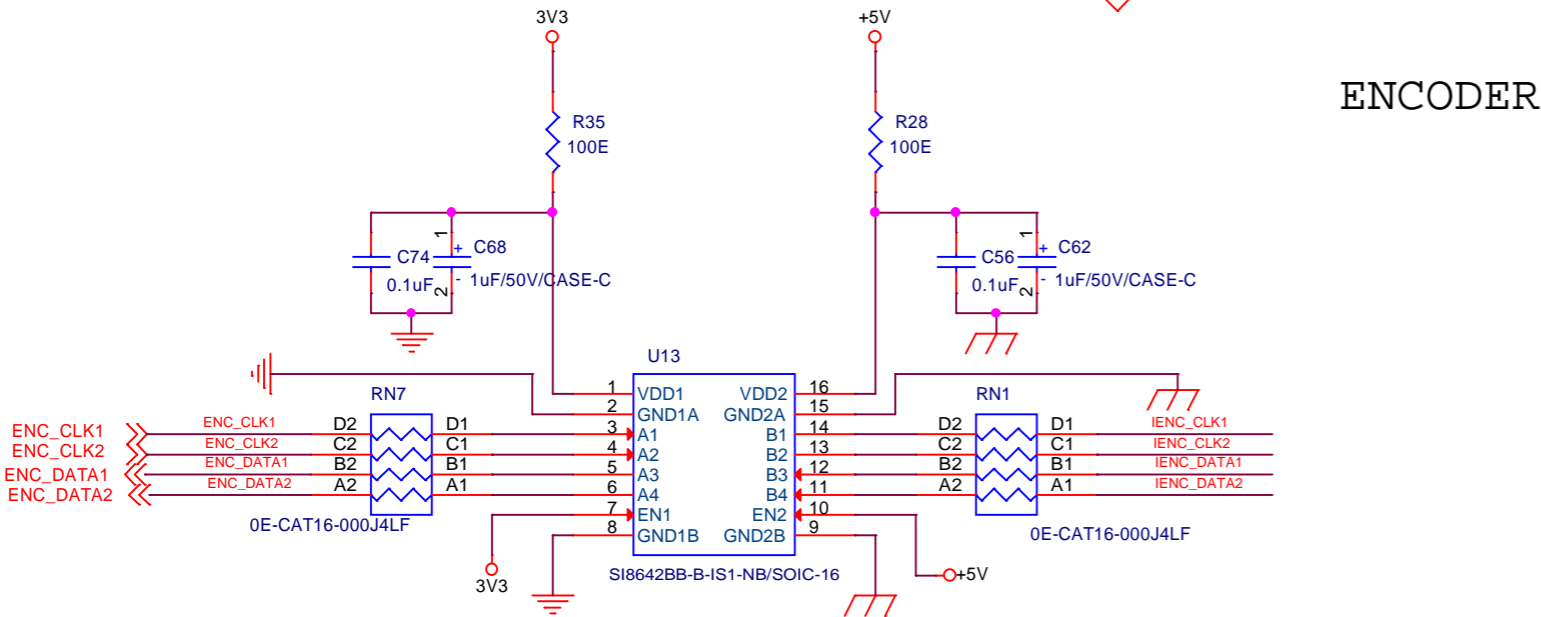 3V3
+5V
ENCODER
R35
100E
R28
100E
C74
0.1uF
1
+
C68
-
1uF/50V/CASE-C
2
C56
0.1uF
1
+
C62
-
1uF/50V/CASE-C
2
U13
RN7
RN1
1 VDD1 VDD2 16
2 GND1A GND2A 15
ENC_CLK1 ENC_CLK1 D2 D1 3 A1 B1 14 D2 D1 IENC_CLK1
ENC_CLK2 ENC_CLK2 C2 C1 4 A2 B2 13 C2 C1 IENC_CLK2
ENC_DATA1 ENC_DATA1 B2 B1 5 A3 B3 12 B2 B1 IENC_DATA1
ENC_DATA2 ENC_DATA2 A2 A1 6 A4 B4 11 A2 A1 IENC_DATA2
7 EN1 EN2 10
8 GND1B GND2B 9
0E-CAT16-000J4LF
0E-CAT16-000J4LF
3V3
SI8642BB-B-IS1-NB/SOIC-16
+5V